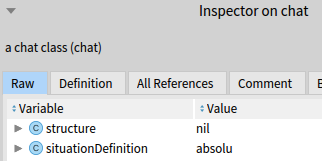 Inspector on chat
a chat class (chat)
Raw Definition All References Comment
Variable Value
C structure nil
C situationDefinition absolu